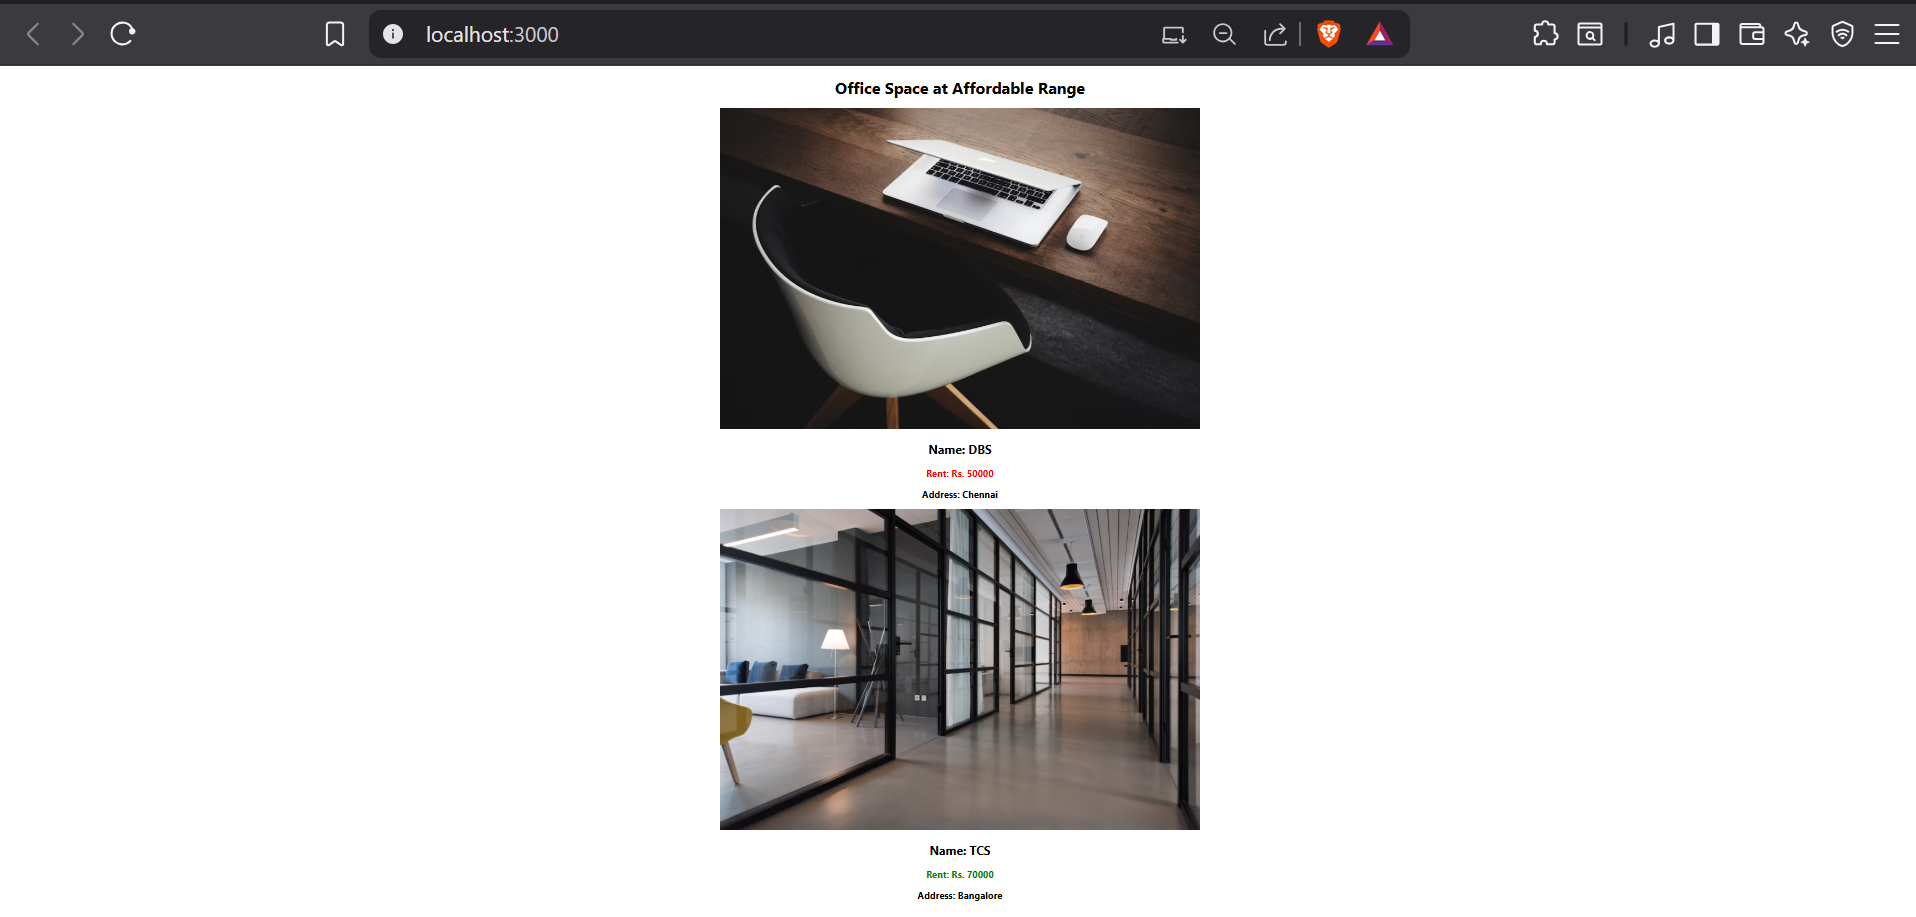 localhost:3000
Office Space at Affordable Range
Name: DBS
Rent: Rs. 50000
Address: Chennai
Name: TCS
Rent: Rs. 70000
Address: Bangalore